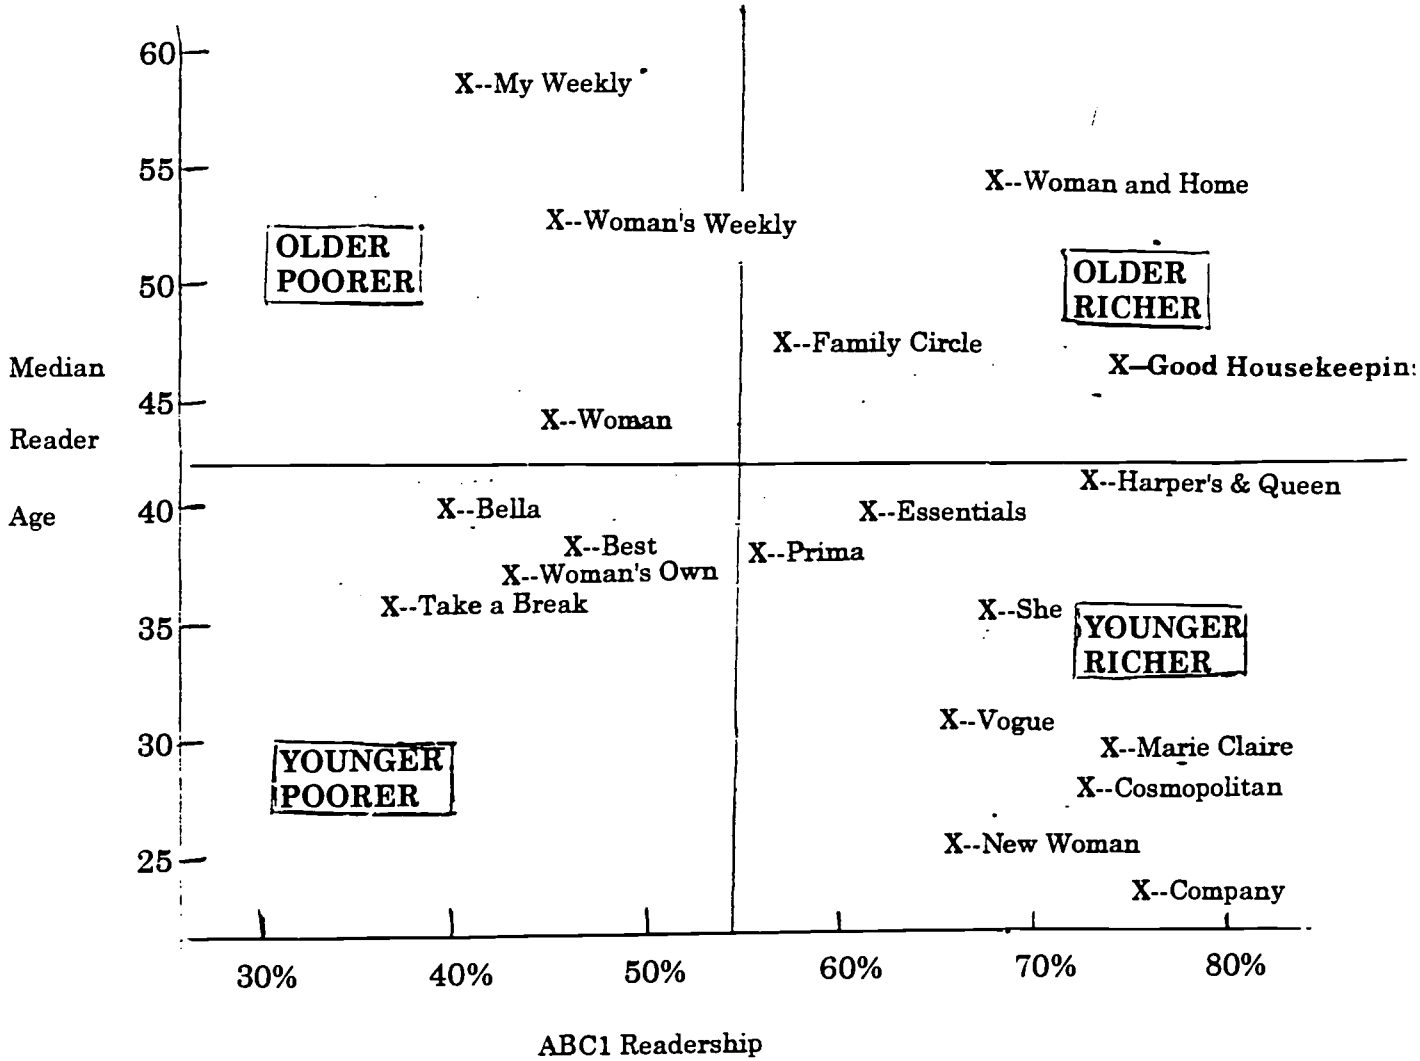 60
X--My Weekly
55
X--Woman and Home
X--Woman's Weekly
OLDER
POORER
OLDER
RICHER
50
X--Family Circle
Median
X--Good Housekeepin
45
X--Woman
Reader
X--Harper's & Queen
40
X--Bella
X--Essentials
Age
X--Best
X--Prima
X--Woman's Own
X--Take a Break
X--She
35
YOUNGER
RICHER
X--Vogue
30
X--Marie Claire
YOUNGER
POORER
X--Cosmopolitan
X--New Woman
25
X--Company
30% 40% 50% 60% 70% 80%
ABC1 Readership